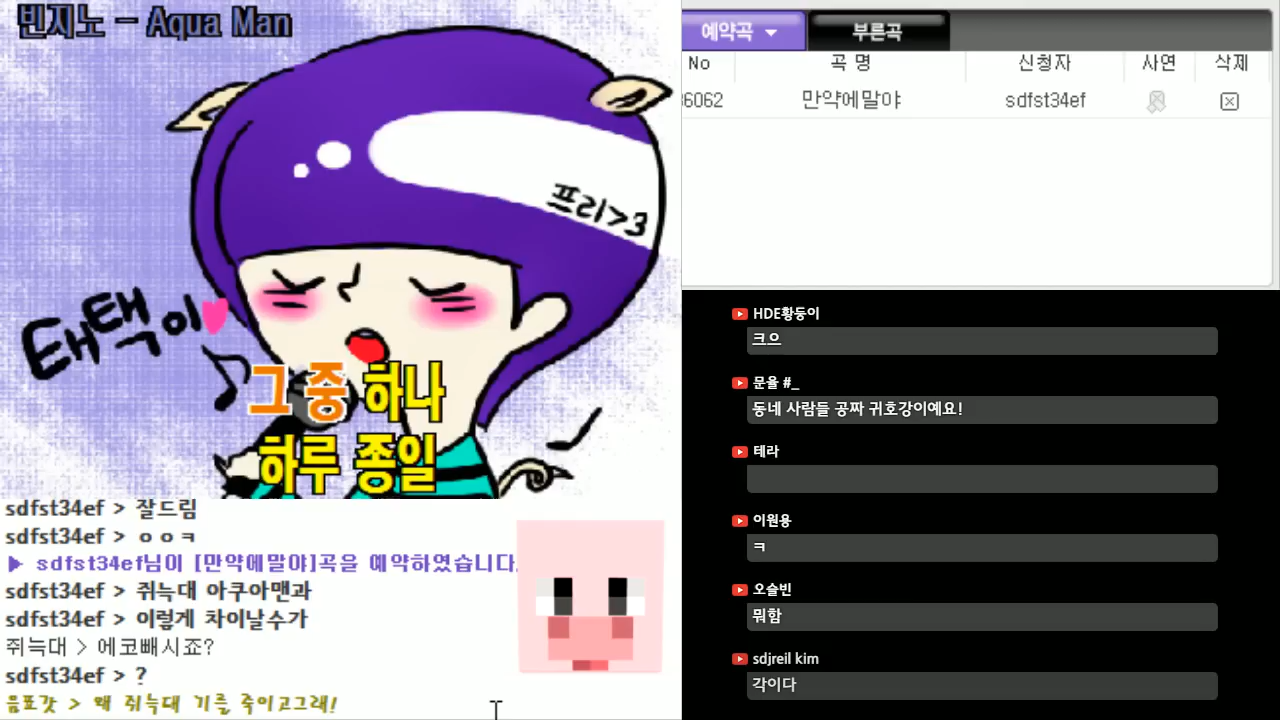 빈지노 - Aqua Man
프리>3
태택이
그 중 하나
하루 종일
sdfst34ef > 잘드림
sdfst34ef > ㅇㅇㅋ
▶ sdfst34ef님이 [만약에말야]곡을 예약하였습니다.
sdfst34ef > 쥐늑대 아쿠아맨과
sdfst34ef > 이렇게 차이날수가
쥐늑대 > 에코빼시죠?
sdfst34ef > ?
음표갓 > 왜 쥐늑대 기를 죽이고그래!
예약곡 ▼ 부른곡
No 곡 명 신청자 사연 삭제
36062 만약에말야 sdfst34ef
HDE황둥이
크으
문율 #_
동네 사람들 공짜 귀호강이예요!
테라
이원용
ㅋ
오슬빈
뭐함
sdjreil kim
각이다